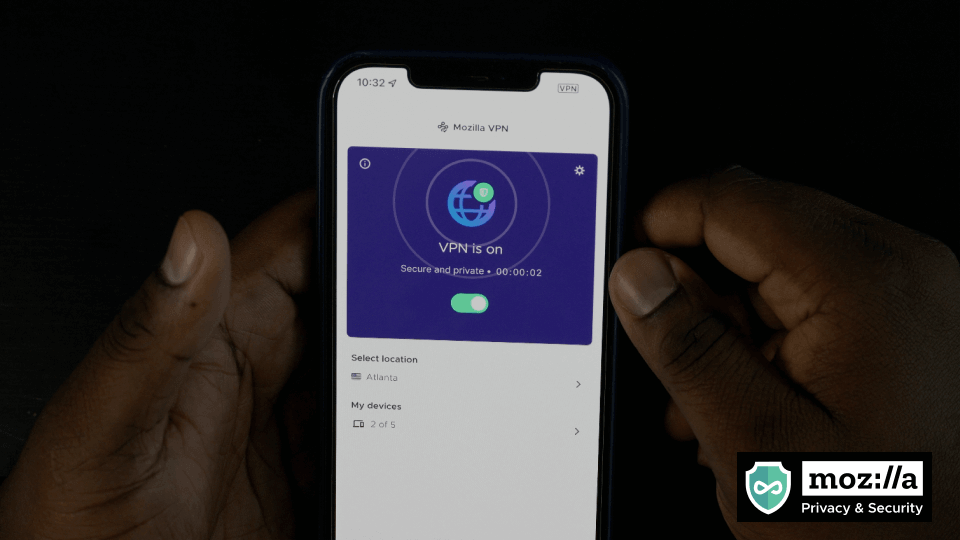 10:32
VPN
Mozilla VPN
VPN is on
Secure and private • 00:00:02
Select location
Atlanta
My devices
2 of 5
moz://a
Privacy & Security